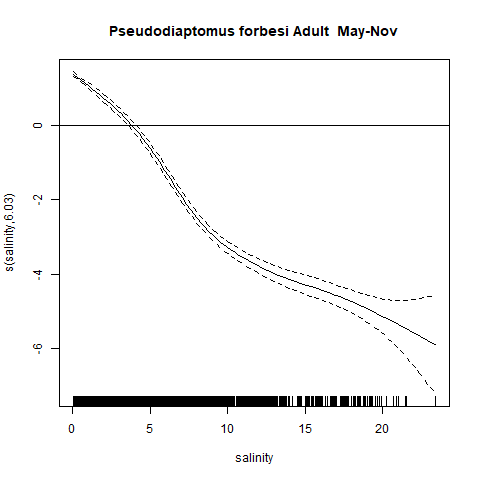 Pseudodiaptomus forbesi Adult  May-Nov
s(salinity,6.03)
0
-2
-4
-6
0 5 10 15 20
salinity